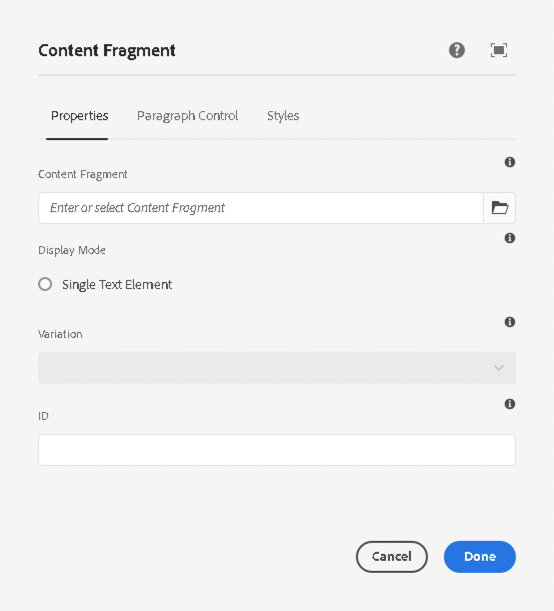 Content Fragment
Properties Paragraph Control Styles
Content Fragment
Enter or select Content Fragment
Display Mode
Single Text Element
Variation
ID
Cancel Done